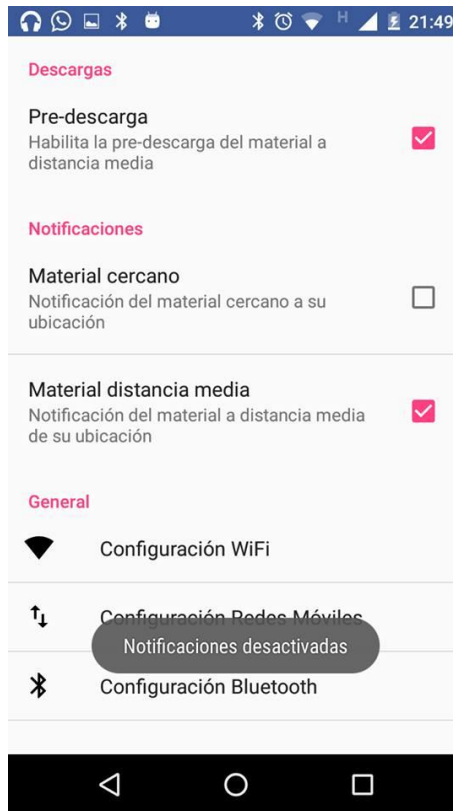 H 21:49
Descargas
Pre-descarga
Habilita la pre-descarga del material a
distancia media
Notificaciones
Material cercano
Notificación del material cercano a su
ubicación
Material distancia media
Notificación del material a distancia media
de su ubicación
General
Configuración WiFi
Configuración Redes Móviles
Notificaciones desactivadas
Configuración Bluetooth